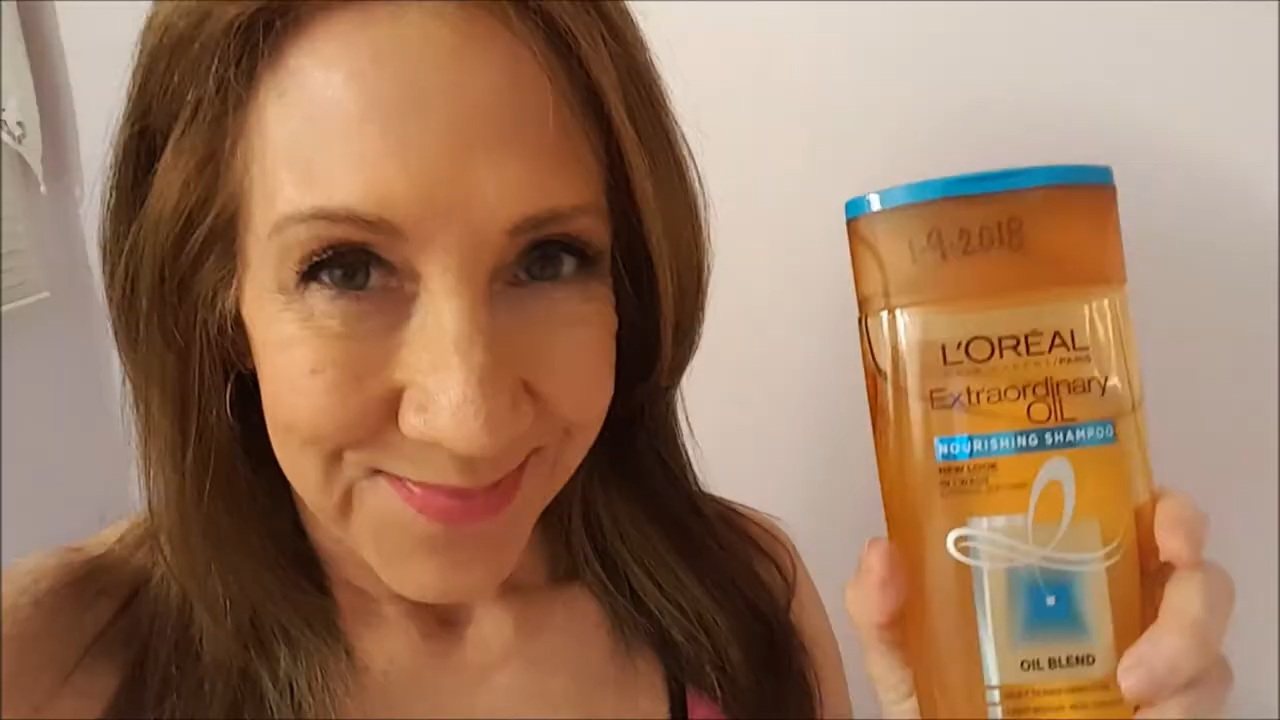 1-9-2018
L'ORÉAL
PARIS
Extraordinary
OIL
NOURISHING SHAMPOO
NEW LOOK
OIL BLEND